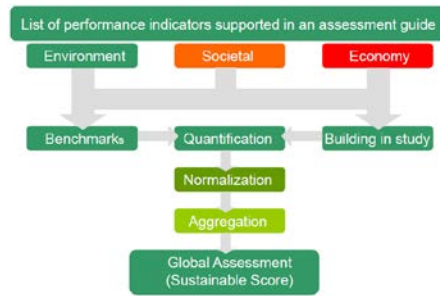 List of performance indicators supported in an assessment guide
Environment
Societal
Economy
Benchmarks
Quantification
Building in study
Normalization
Aggregation
Global Assessment
(Sustainable Score)